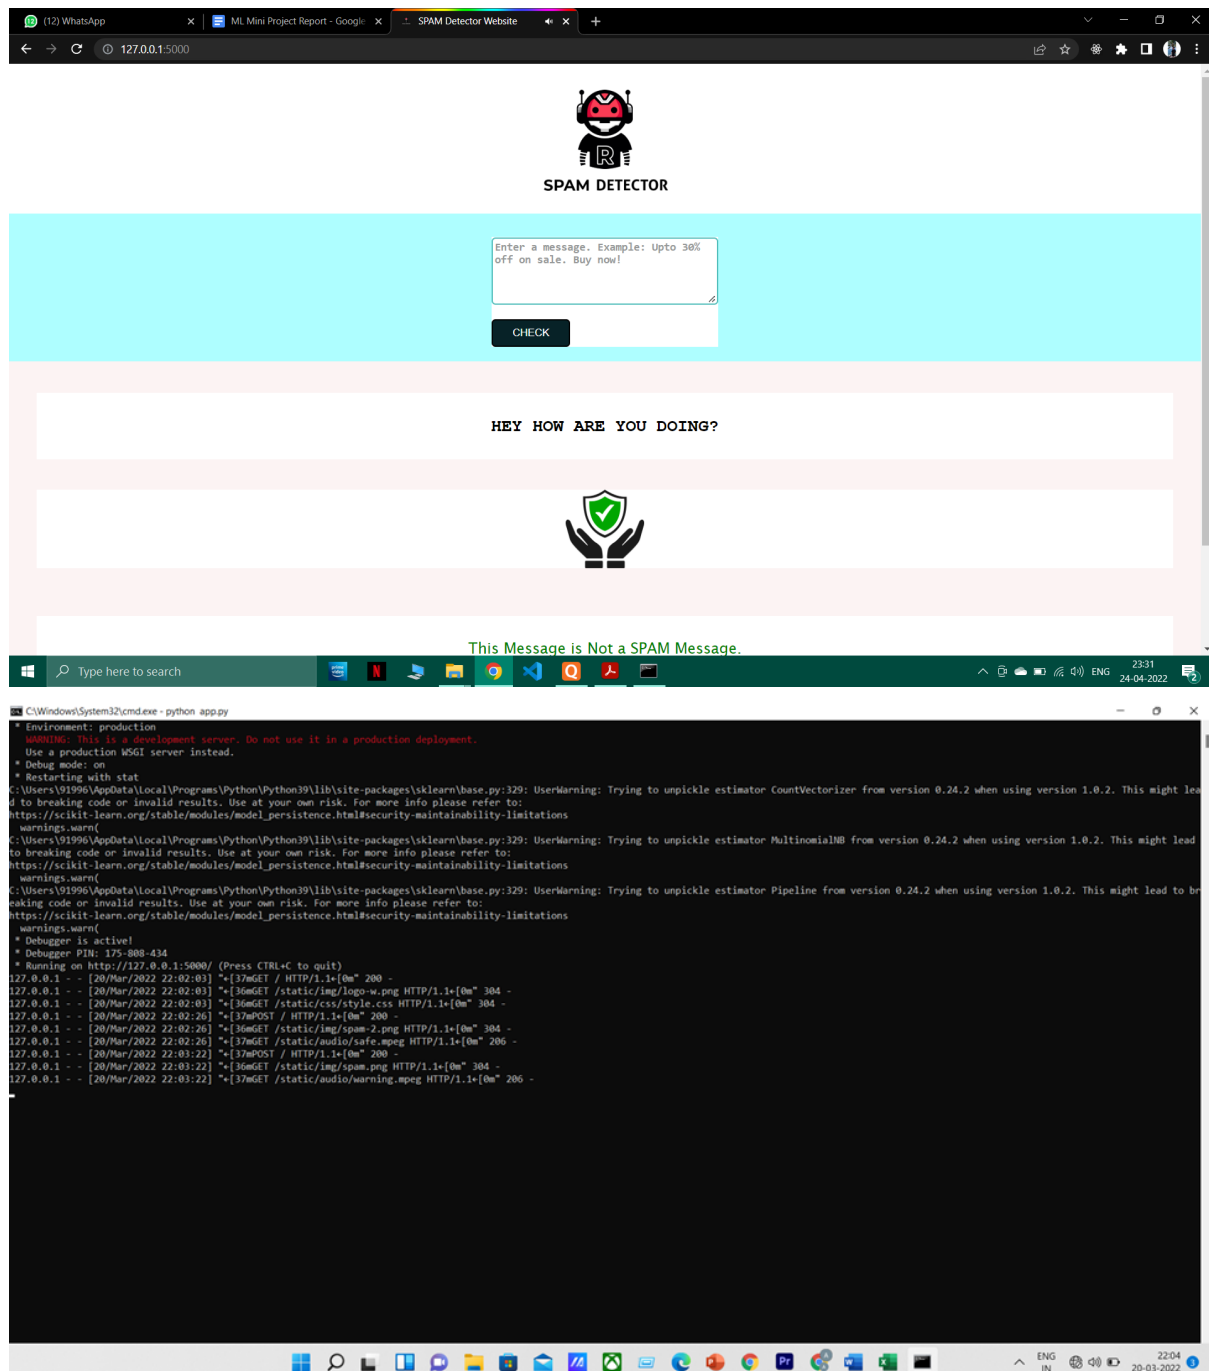 (12) WhatsApp
ML Mini Project Report - Google
SPAM Detector Website
127.0.0.1:5000
R
SPAM DETECTOR
Enter a message. Example: Upto 30%
off on sale. Buy now!
CHECK
HEY HOW ARE YOU DOING?
This Message is Not a SPAM Message.
Type here to search
ENG
23:31
24-04-2022
2
C:\Windows\System32\cmd.exe - python app.py
* Environment: production
WARNING: This is a development server. Do not use it in a production deployment.
Use a production WSGI server instead.
* Debug mode: on
* Restarting with stat
C:\Users\91996\AppData\Local\Programs\Python\Python39\lib\site-packages\sklearn\base.py:329: UserWarning: Trying to unpickle estimator CountVectorizer from version 0.24.2 when using version 1.0.2. This might lea
d to breaking code or invalid results. Use at your own risk. For more info please refer to:
https://scikit-learn.org/stable/modules/model_persistence.html#security-maintainability-limitations
warnings.warn(
C:\Users\91996\AppData\Local\Programs\Python\Python39\lib\site-packages\sklearn\base.py:329: UserWarning: Trying to unpickle estimator MultinomialNB from version 0.24.2 when using version 1.0.2. This might lead
to breaking code or invalid results. Use at your own risk. For more info please refer to:
https://scikit-learn.org/stable/modules/model_persistence.html#security-maintainability-limitations
warnings.warn(
C:\Users\91996\AppData\Local\Programs\Python\Python39\lib\site-packages\sklearn\base.py:329: UserWarning: Trying to unpickle estimator Pipeline from version 0.24.2 when using version 1.0.2. This might lead to br
eaking code or invalid results. Use at your own risk. For more info please refer to:
https://scikit-learn.org/stable/modules/model_persistence.html#security-maintainability-limitations
warnings.warn(
* Debugger is active!
* Debugger PIN: 175-808-434
* Running on http://127.0.0.1:5000/ (Press CTRL+C to quit)
127.0.0.1 - - [20/Mar/2022 22:02:03] "←[37mGET / HTTP/1.1←[0m" 200 -
127.0.0.1 - - [20/Mar/2022 22:02:03] "←[36mGET /static/img/logo-w.png HTTP/1.1←[0m" 304 -
127.0.0.1 - - [20/Mar/2022 22:02:03] "←[36mGET /static/css/style.css HTTP/1.1←[0m" 304 -
127.0.0.1 - - [20/Mar/2022 22:02:26] "←[37mPOST / HTTP/1.1←[0m" 200 -
127.0.0.1 - - [20/Mar/2022 22:02:26] "←[36mGET /static/img/spam-2.png HTTP/1.1←[0m" 304 -
127.0.0.1 - - [20/Mar/2022 22:02:26] "←[37mGET /static/audio/safe.mpeg HTTP/1.1←[0m" 206 -
127.0.0.1 - - [20/Mar/2022 22:03:22] "←[37mPOST / HTTP/1.1←[0m" 200 -
127.0.0.1 - - [20/Mar/2022 22:03:22] "←[36mGET /static/img/spam.png HTTP/1.1←[0m" 304 -
127.0.0.1 - - [20/Mar/2022 22:03:22] "←[37mGET /static/audio/warning.mpeg HTTP/1.1←[0m" 206 -
ENG
IN
22:04
20-03-2022
3